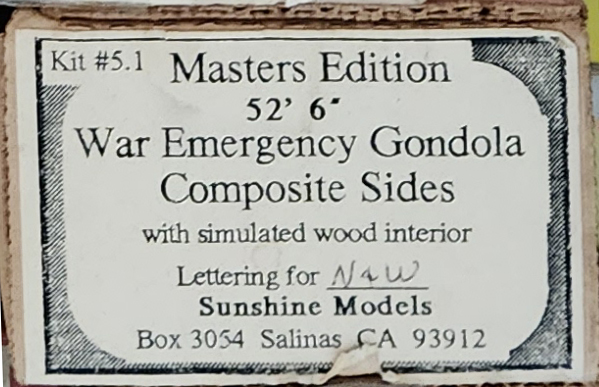 Kit #5.1
Masters Edition
52' 6"
War Emergency Gondola
Composite Sides
with simulated wood interior
Lettering for N&W
Sunshine Models
Box 3054 Salinas CA 93912